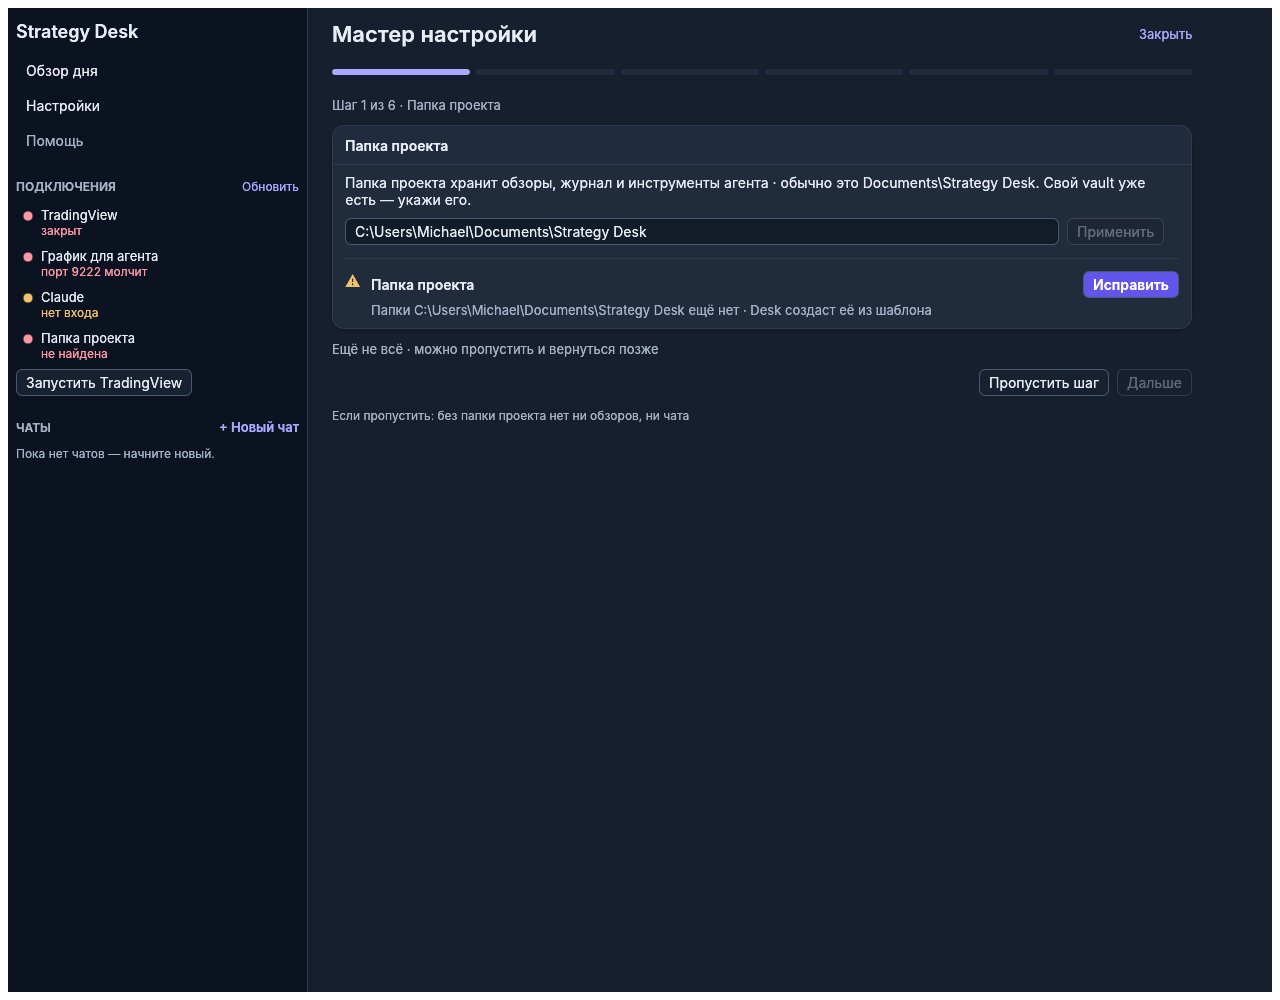 Strategy Desk
Обзор дня
Настройки
Помощь
ПОДКЛЮЧЕНИЯ
Обновить
TradingView
закрыт
График для агента
порт 9222 молчит
Claude
нет входа
Папка проекта
не найдена
Запустить TradingView
ЧАТЫ
+ Новый чат
Пока нет чатов — начните новый.
Мастер настройки
Закрыть
Шаг 1 из 6 · Папка проекта
Папка проекта
Папка проекта хранит обзоры, журнал и инструменты агента · обычно это Documents\Strategy Desk. Свой vault уже
есть — укажи его.
C:\Users\Michael\Documents\Strategy Desk
Применить
Папка проекта
Исправить
Папки C:\Users\Michael\Documents\Strategy Desk ещё нет · Desk создаст её из шаблона
Ещё не всё · можно пропустить и вернуться позже
Пропустить шаг
Дальше
Если пропустить: без папки проекта нет ни обзоров, ни чата